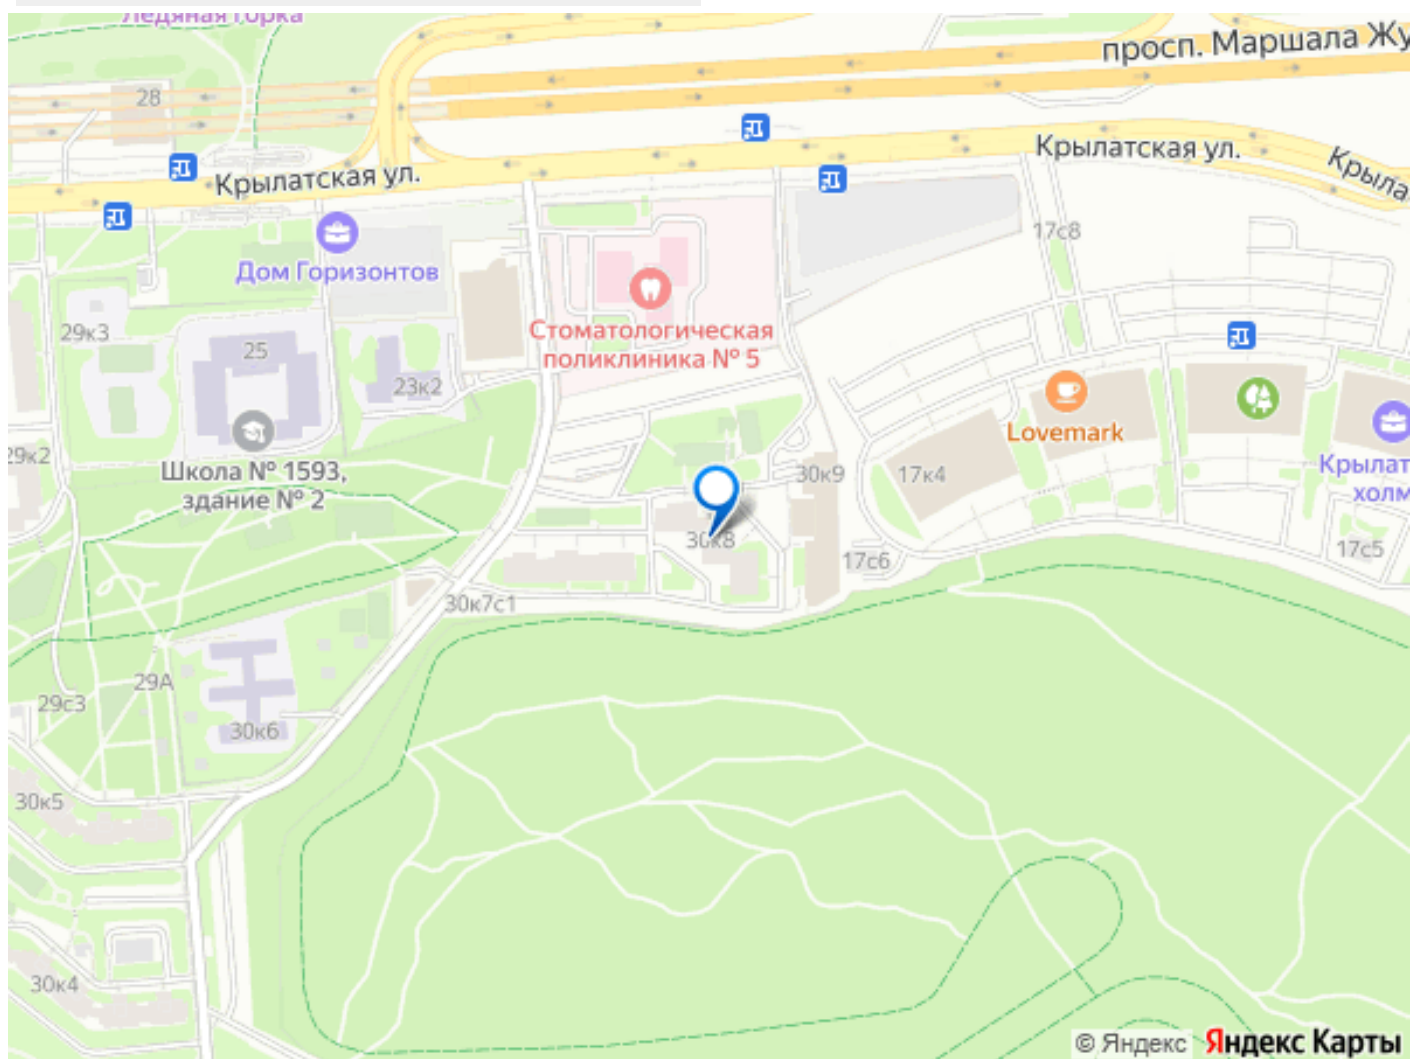 Ледяная горка
просп. Маршала Жу
28
Крылатская ул.
Крыла
Крылатская ул.
17с8
Дом Горизонтов
29к3
25
Стоматологическая
поликлиника № 5
23к2
Lovemark
29к2
Школа № 1593,
здание № 2
30к9
17к4
Крылат
холм
30к8
17с6
17с5
30к7с1
29А
29с3
30к6
30к5
30к4
© Яндекс Яндекс Карты